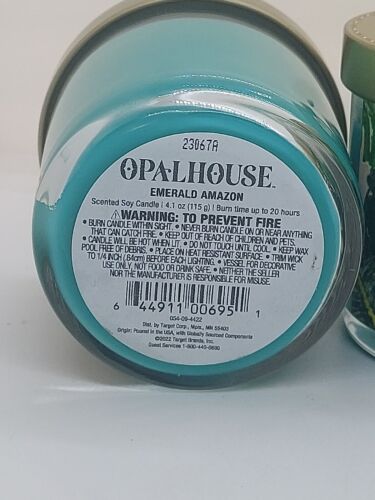 23067A
OPALHOUSE™
EMERALD AMAZON
Scented Soy Candle | 4.1 oz (115 g) | Burn time up to 20 hours
WARNING: TO PREVENT FIRE
• BURN CANDLE WITHIN SIGHT. • NEVER BURN CANDLE ON OR NEAR ANYTHING
THAT CAN CATCH FIRE. • KEEP OUT OF REACH OF CHILDREN AND PETS.
• CANDLE WILL BE HOT WHEN LIT. • DO NOT TOUCH UNTIL COOL. • KEEP WAX
POOL FREE OF DEBRIS. • PLACE ON HEAT RESISTANT SURFACE. • TRIM WICK
TO 1/4 INCH (.64cm) BEFORE EACH LIGHTING. • VESSEL FOR DECORATIVE
USE ONLY, NOT FOOD OR DRINK SAFE. • NEITHER THE SELLER
NOR THE MANUFACTURER IS RESPONSIBLE FOR MISUSE.
6 44911 00695 1
054-09-4422
Dist. by Target Corp., Mpls., MN 55403
Origin: Poured in the USA, with Globally Sourced Components
©2022 Target Brands, Inc.
Guest Services 1-800-440-0680